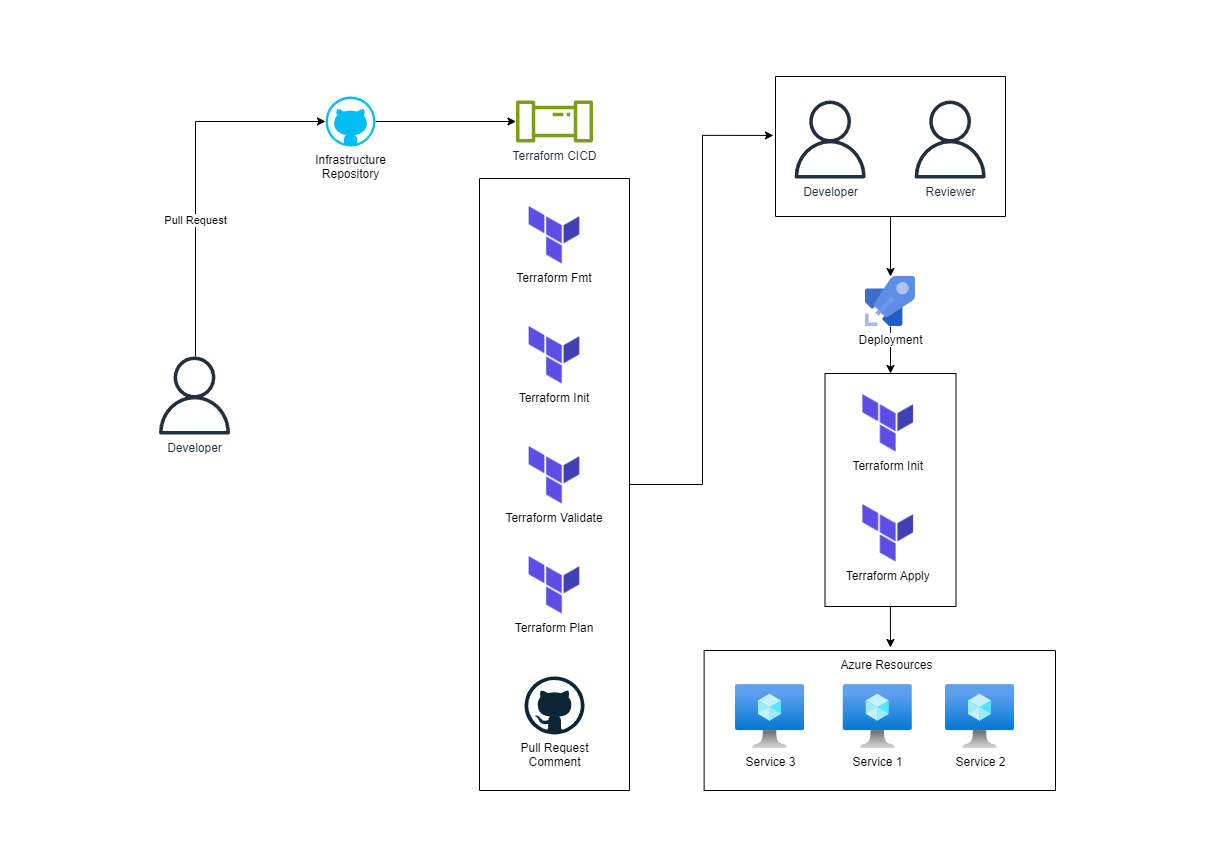 Pull Request
Developer
Infrastructure
Repository
Terraform CICD
Terraform Fmt
Terraform Init
Terraform Validate
Terraform Plan
Pull Request
Comment
Developer
Reviewer
Deployment
Terraform Init
Terraform Apply
Azure Resources
Service 3
Service 1
Service 2